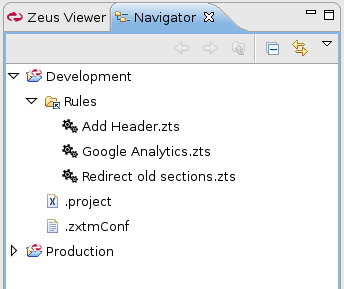 Zeus Viewer Navigator
Development
Rules
Add Header.zts
Google Analytics.zts
Redirect old sections.zts
.project
.zxtmConf
Production